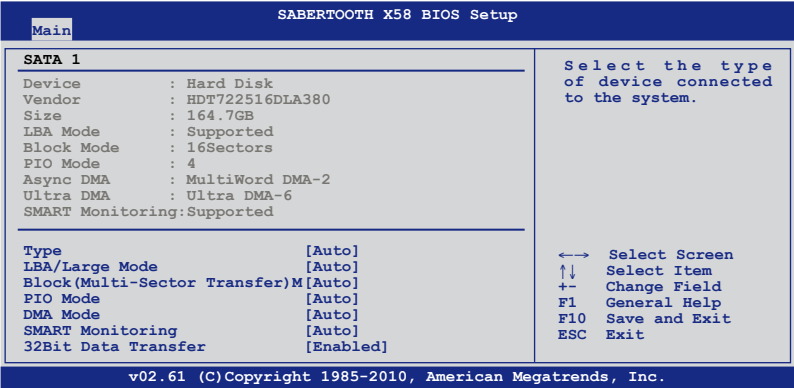 SABERTOOTH X58 BIOS Setup
Main
SATA 1
Device : Hard Disk
Vendor : HDT722516DLA380
Size : 164.7GB
LBA Mode : Supported
Block Mode : 16Sectors
PIO Mode : 4
Async DMA : MultiWord DMA-2
Ultra DMA : Ultra DMA-6
SMART Monitoring:Supported
Type [Auto]
LBA/Large Mode [Auto]
Block(Multi-Sector Transfer)M[Auto]
PIO Mode [Auto]
DMA Mode [Auto]
SMART Monitoring [Auto]
32Bit Data Transfer [Enabled]
Select the type
of device connected
to the system.
←→ Select Screen
↑↓ Select Item
+- Change Field
F1 General Help
F10 Save and Exit
ESC Exit
v02.61 (C)Copyright 1985-2010, American Megatrends, Inc.